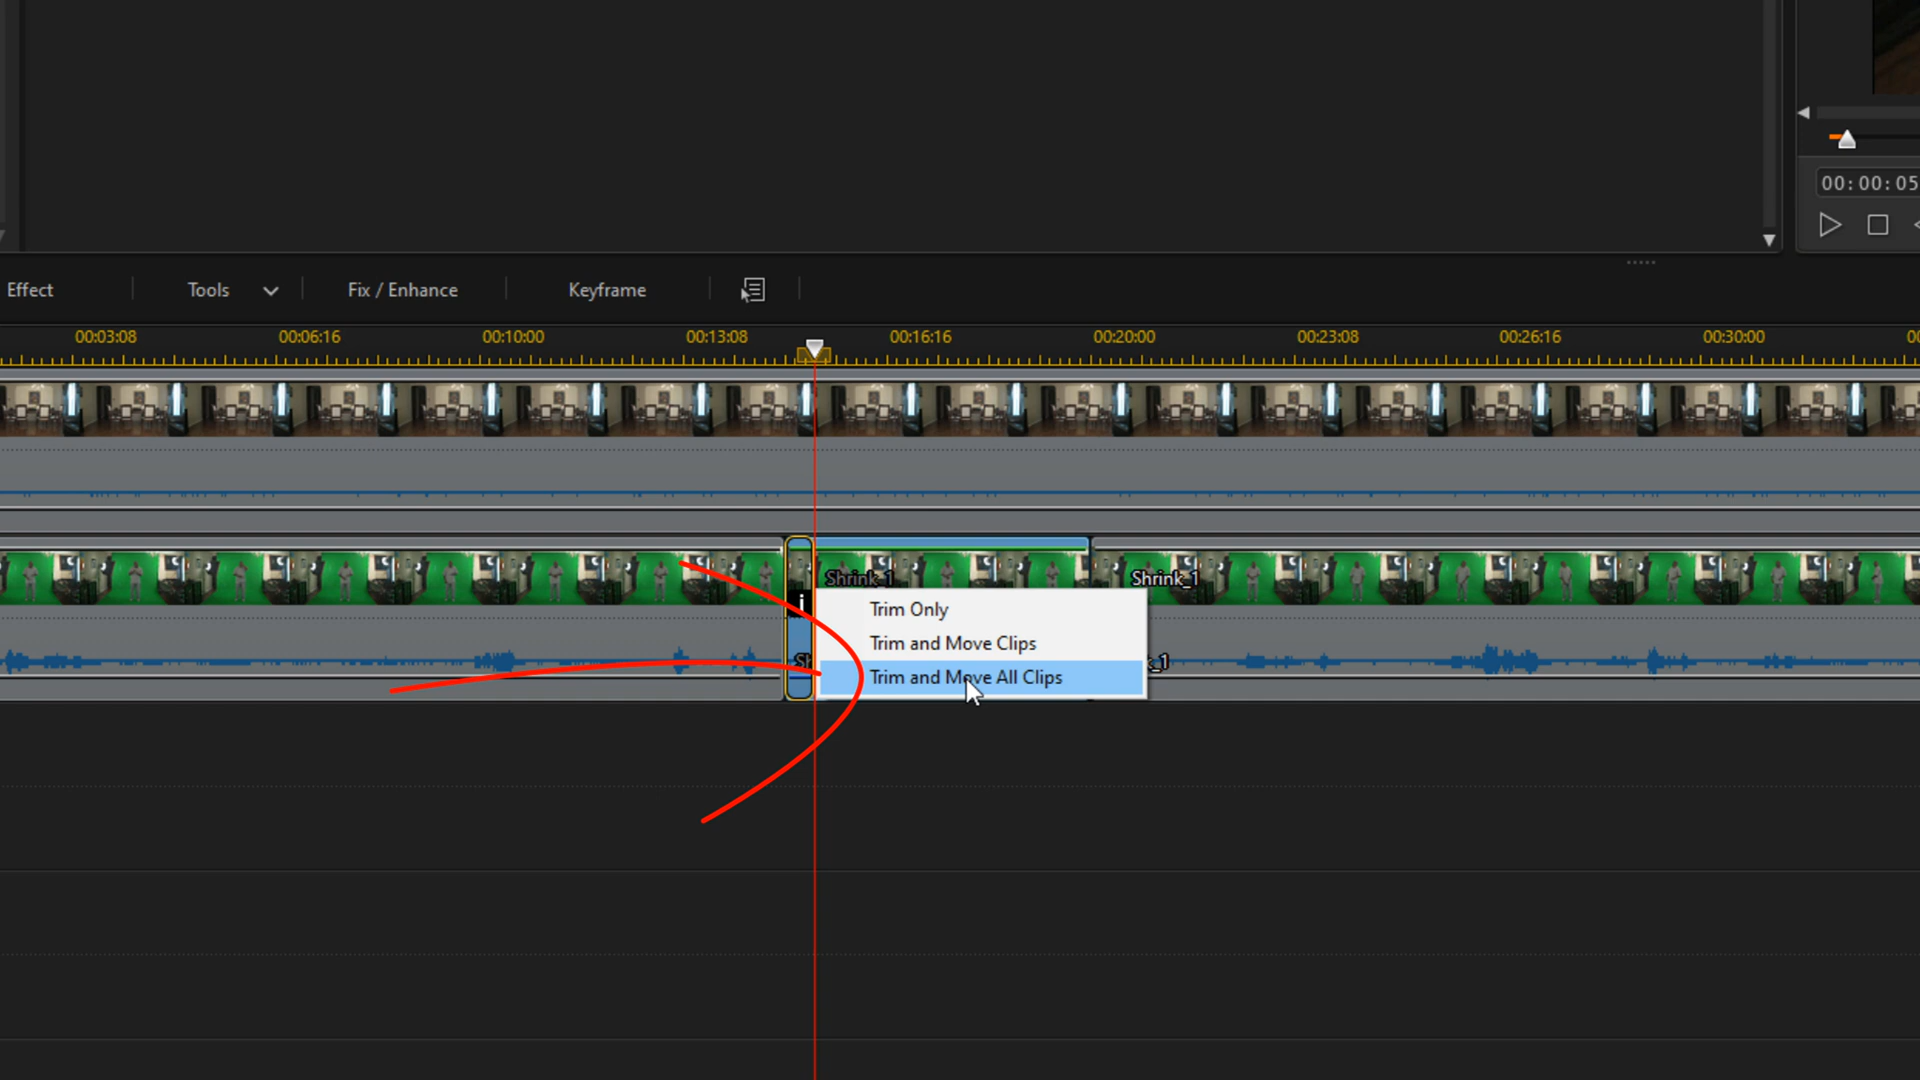 00:00:05
Effect
Tools
Fix / Enhance
Keyframe
00:03:08
00:06:16
00:10:00
00:13:08
00:16:16
00:20:00
00:23:08
00:26:16
00:30:00
Shrink_1
Shrink_1
i
Trim Only
Trim and Move Clips
Trim and Move All Clips